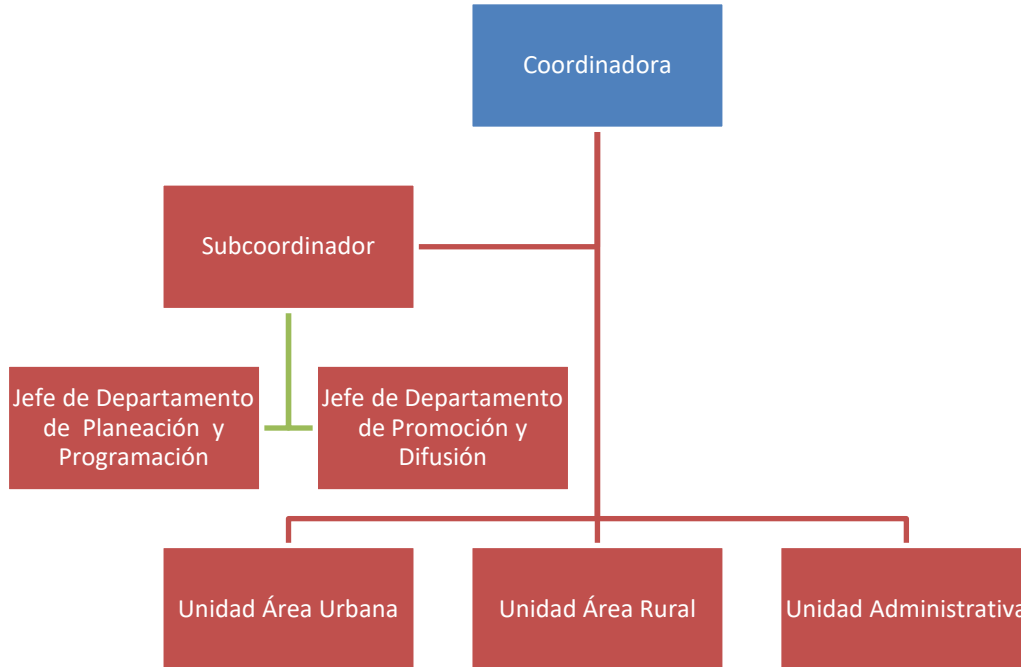 Coordinadora
Subcoordinador
Jefe de Departamento
de Planeación y
Programación
Jefe de Departamento
de Promoción y
Difusión
Unidad Área Urbana
Unidad Área Rural
Unidad Administrativa